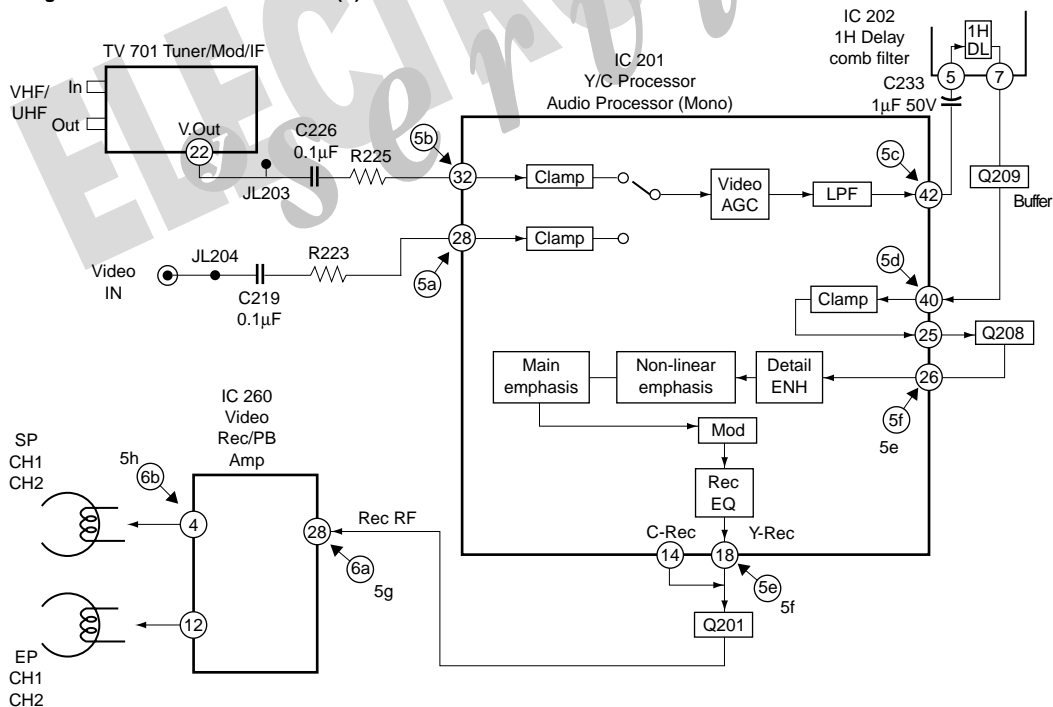 IC 202
1H Delay
comb filter
1H
DL
5
7
C233
1µF 50V
TV 701 Tuner/Mod/IF
VHF/
UHF
In
Out
V.Out
22
JL203
C226
0.1µF
R225
5b
32
IC 201
Y/C Processor
Audio Processor (Mono)
Clamp
Video
AGC
LPF
5c
42
Q209
Buffer
28
Clamp
5a
Video
IN
JL204
C219
0.1µF
R223
5d
40
Clamp
25
Q208
26
5f
5e
Main
emphasis
Non-linear
emphasis
Detail
ENH
Mod
Rec
EQ
C-Rec
Y-Rec
14
18
5e
5f
Q201
IC 260
Video
Rec/PB
Amp
SP
CH1
CH2
5h
6b
4
28
Rec RF
6a
5g
12
EP
CH1
CH2